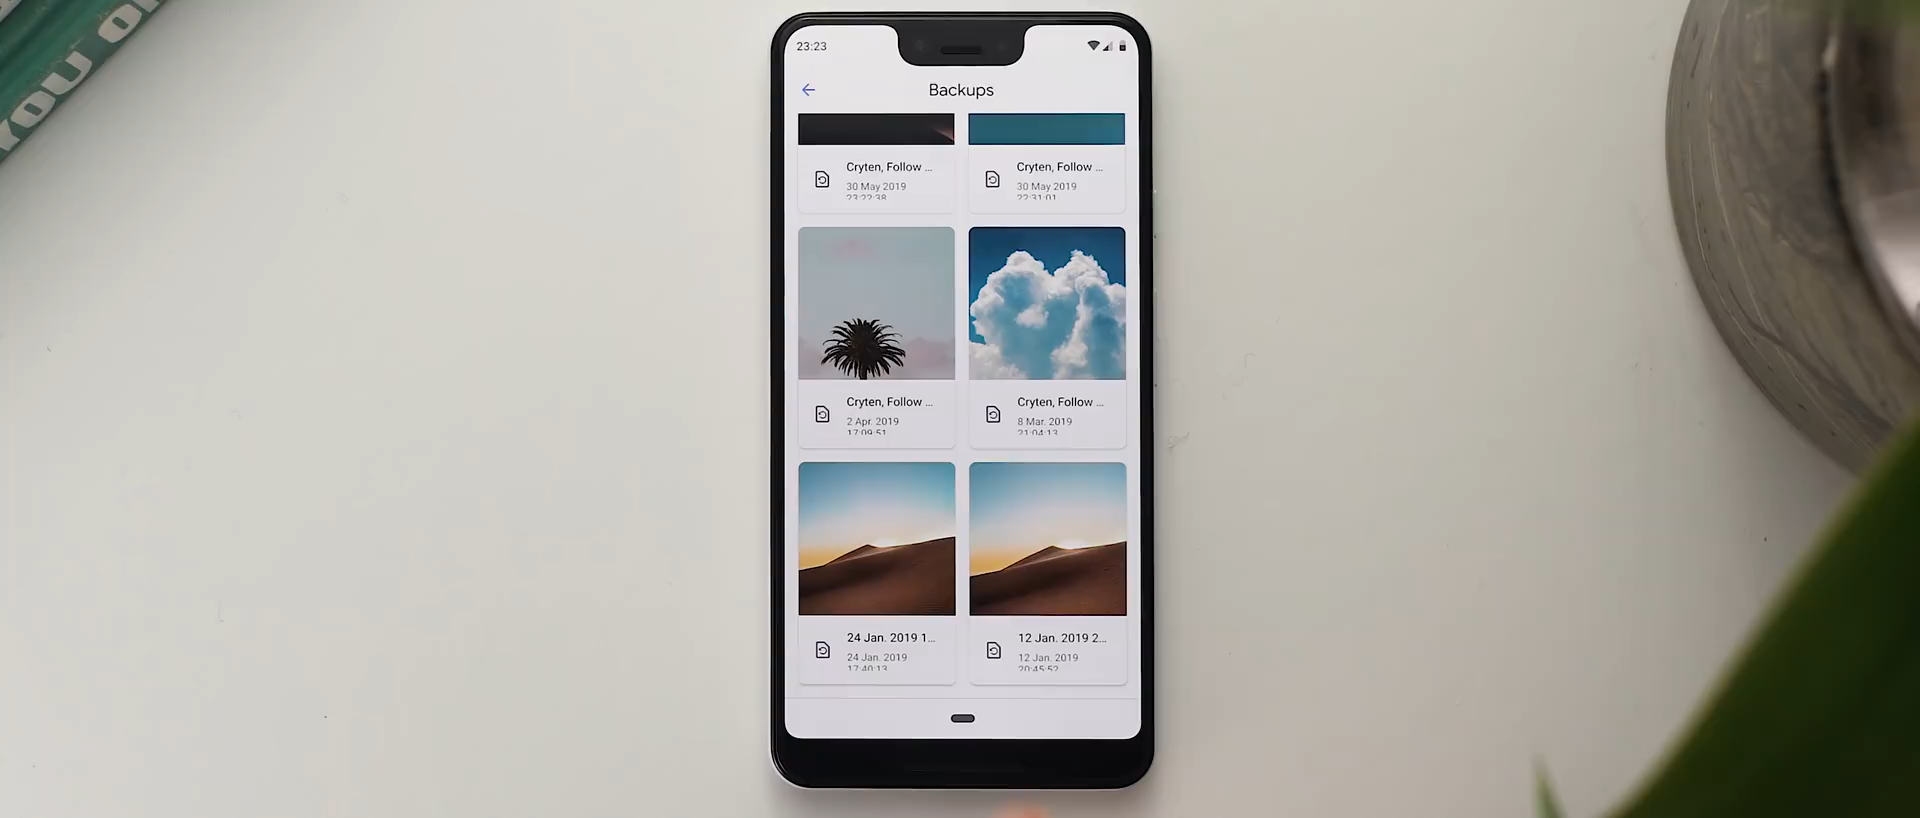 YOU
23:23
Backups
Cryten, Follow ...
30 May 2019
23:22:38
Cryten, Follow ...
30 May 2019
22:31:01
Cryten, Follow ...
2 Apr. 2019
17:09:51
Cryten, Follow ...
8 Mar. 2019
21:04:13
24 Jan. 2019 1...
24 Jan. 2019
17:40:13
12 Jan. 2019 2...
12 Jan. 2019
20:45:52